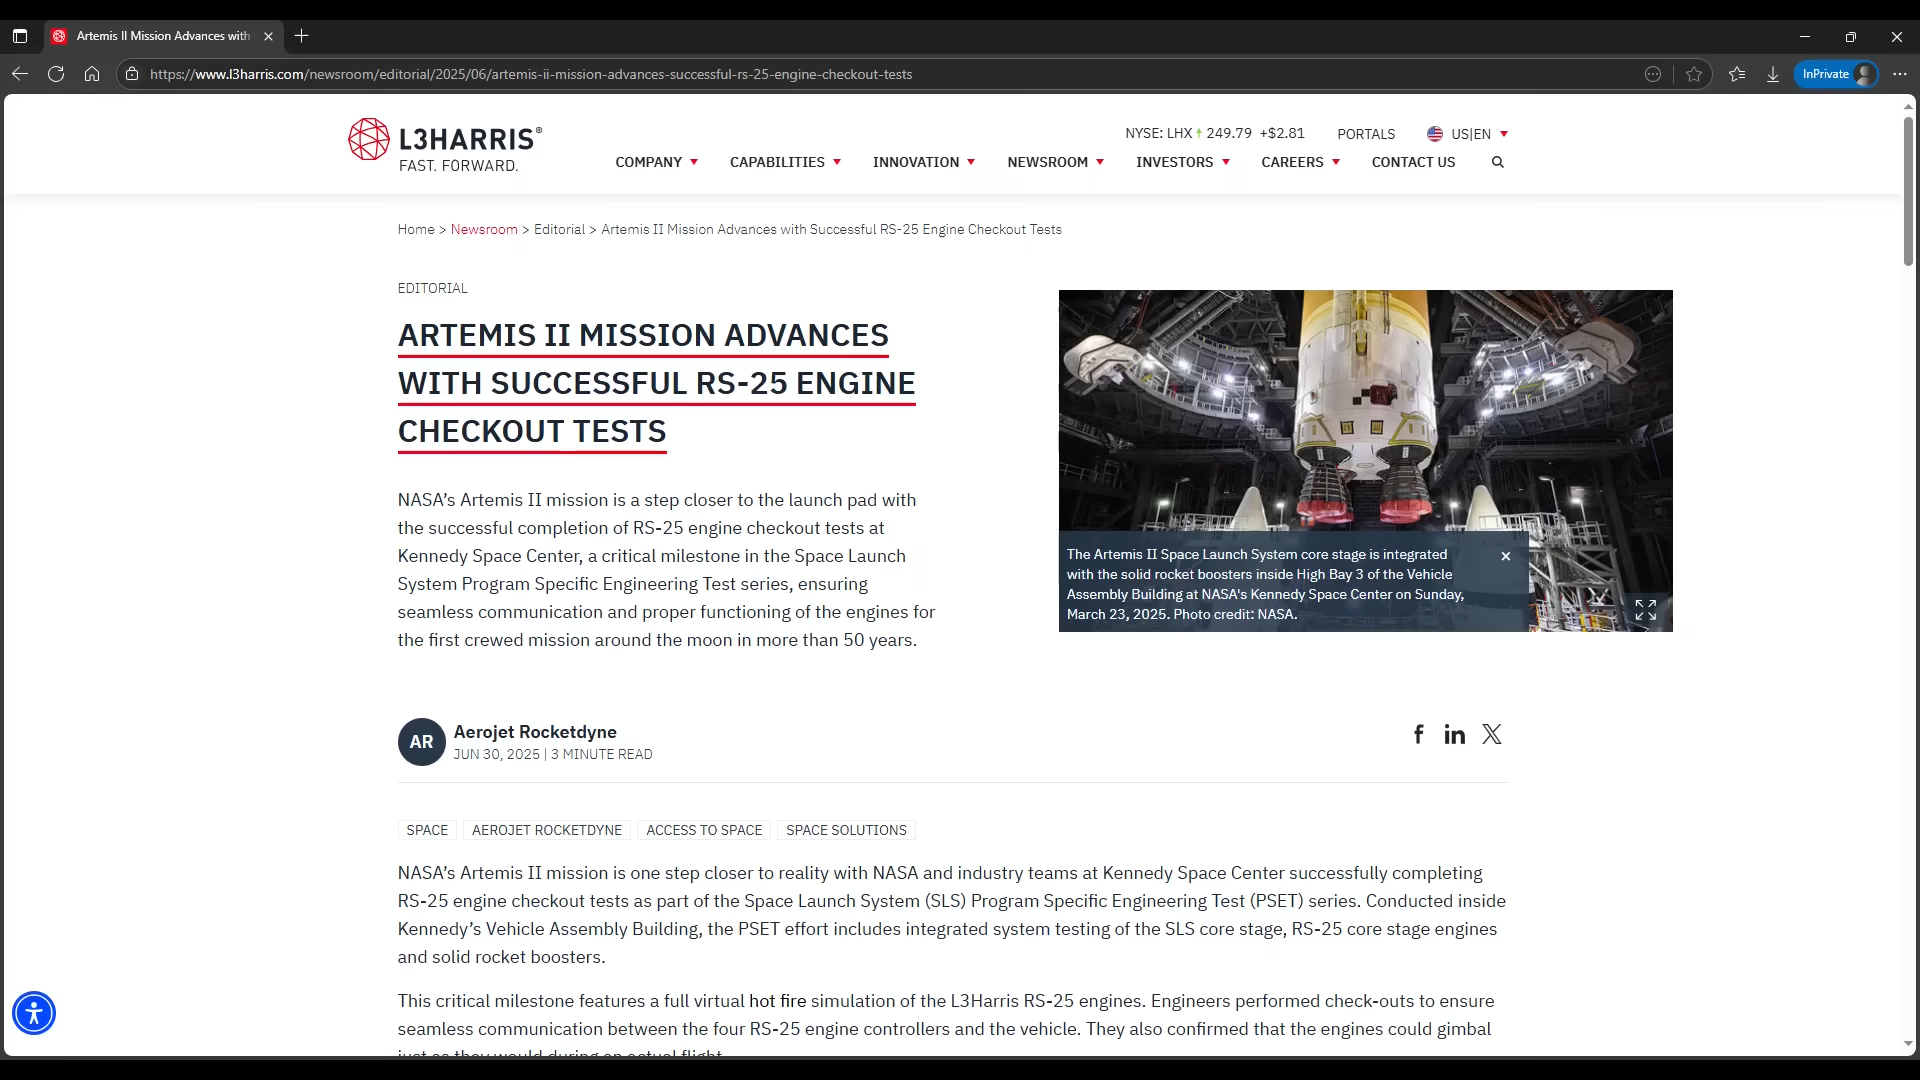 Artemis II Mission Advances with
https://www.l3harris.com/newsroom/editorial/2025/06/artemis-ii-mission-advances-successful-rs-25-engine-checkout-tests
InPrivate
L3HARRIS®
FAST. FORWARD.
NYSE: LHX 249.79 +$2.81
PORTALS
US|EN
COMPANY
CAPABILITIES
INNOVATION
NEWSROOM
INVESTORS
CAREERS
CONTACT US
Home > Newsroom > Editorial > Artemis II Mission Advances with Successful RS-25 Engine Checkout Tests
EDITORIAL
ARTEMIS II MISSION ADVANCES
WITH SUCCESSFUL RS-25 ENGINE
CHECKOUT TESTS
NASA’s Artemis II mission is a step closer to the launch pad with
the successful completion of RS-25 engine checkout tests at
Kennedy Space Center, a critical milestone in the Space Launch
System Program Specific Engineering Test series, ensuring
seamless communication and proper functioning of the engines for
the first crewed mission around the moon in more than 50 years.
The Artemis II Space Launch System core stage is integrated
with the solid rocket boosters inside High Bay 3 of the Vehicle
Assembly Building at NASA's Kennedy Space Center on Sunday,
March 23, 2025. Photo credit: NASA.
AR
Aerojet Rocketdyne
JUN 30, 2025 | 3 MINUTE READ
SPACE
AEROJET ROCKETDYNE
ACCESS TO SPACE
SPACE SOLUTIONS
NASA’s Artemis II mission is one step closer to reality with NASA and industry teams at Kennedy Space Center successfully completing
RS-25 engine checkout tests as part of the Space Launch System (SLS) Program Specific Engineering Test (PSET) series. Conducted inside
Kennedy’s Vehicle Assembly Building, the PSET effort includes integrated system testing of the SLS core stage, RS-25 core stage engines
and solid rocket boosters.
This critical milestone features a full virtual hot fire simulation of the L3Harris RS-25 engines. Engineers performed check-outs to ensure
seamless communication between the four RS-25 engine controllers and the vehicle. They also confirmed that the engines could gimbal
just as they would during an actual flight.